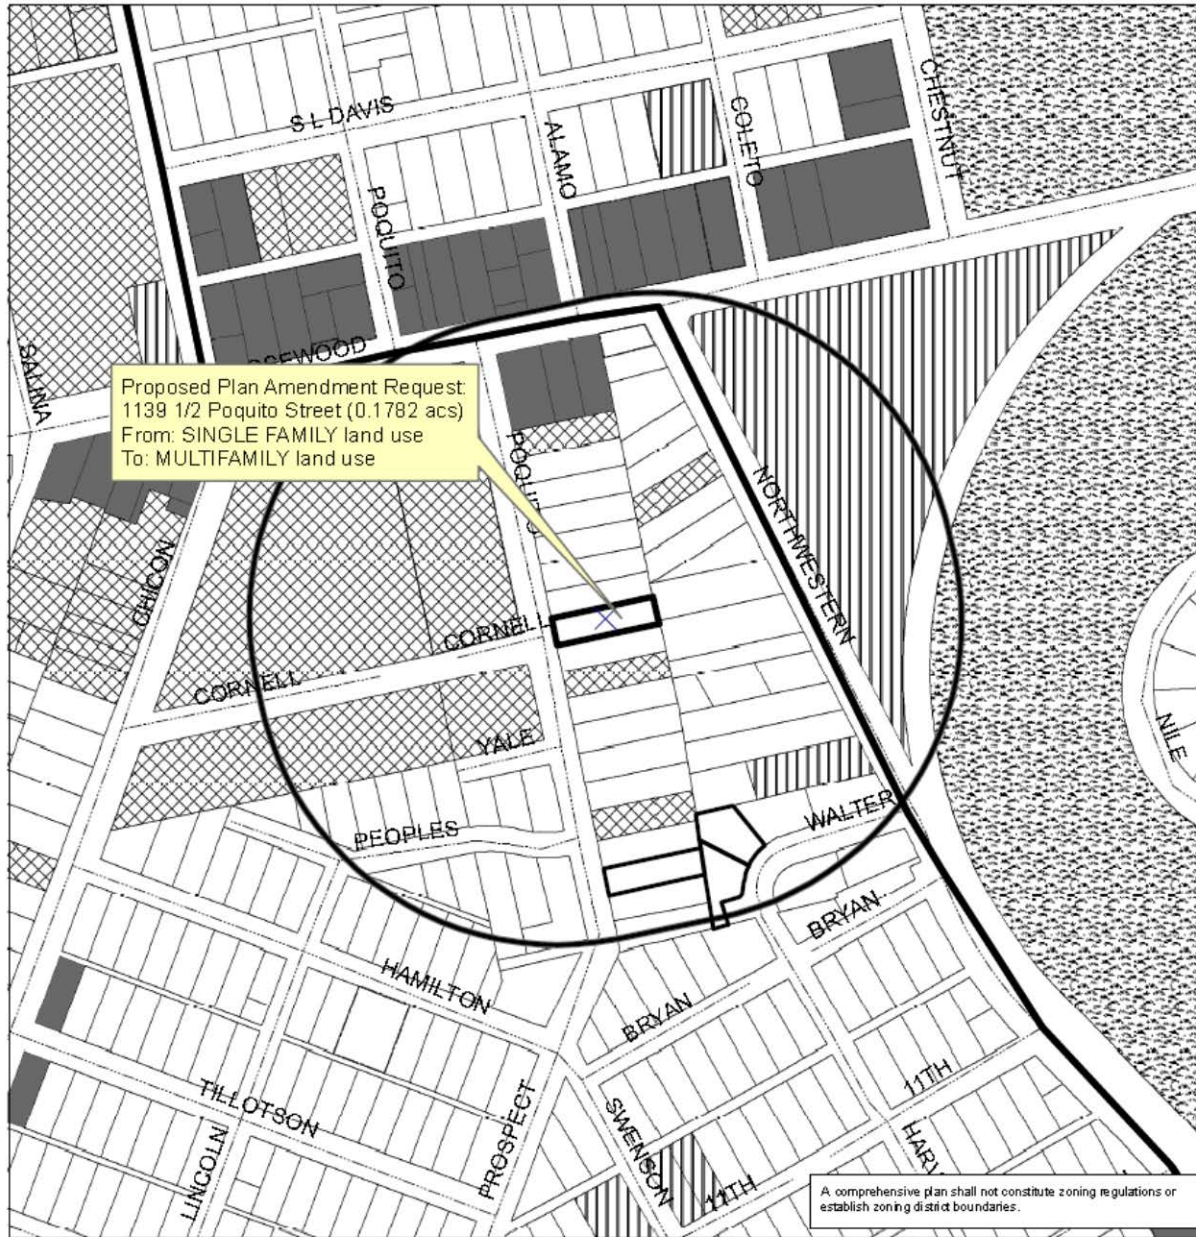 CHESTNUT
S L DAVIS
COLETO
ALAMO
POQUITO
SALINA
Proposed Plan Amendment Request:
1139 1/2 Poquito Street (0.1782 acs)
From: SINGLE FAMILY land use
To: MULTIFAMILY land use
NORTHWESTERN
CHICON
CORNELL
CORNELL
NILE
YALE
WALTER
PEOPLES
BRYAN
HAMILTON
BRYAN
11TH
TILLOTSON
PROSPECT
SWENSON
LINCOLN
11TH
A comprehensive plan shall not constitute zoning regulations or
establish zoning district boundaries.